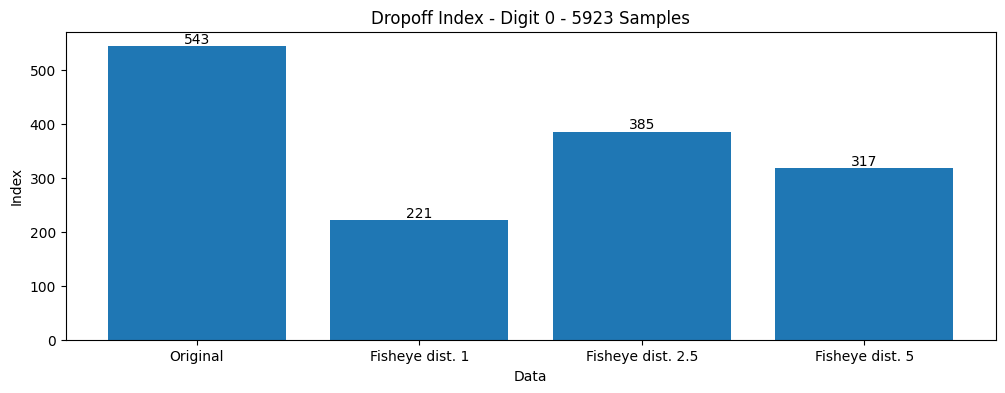 Dropoff Index - Digit 0 - 5923 Samples
543
221
385
317
500
400
300
200
100
0
Index
Original
Fisheye dist. 1
Fisheye dist. 2.5
Fisheye dist. 5
Data